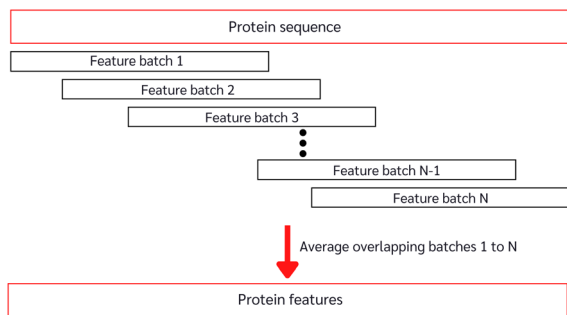 Protein sequence
Feature batch 1
Feature batch 2
Feature batch 3
Feature batch N-1
Feature batch N
Average overlapping batches 1 to N
Protein features